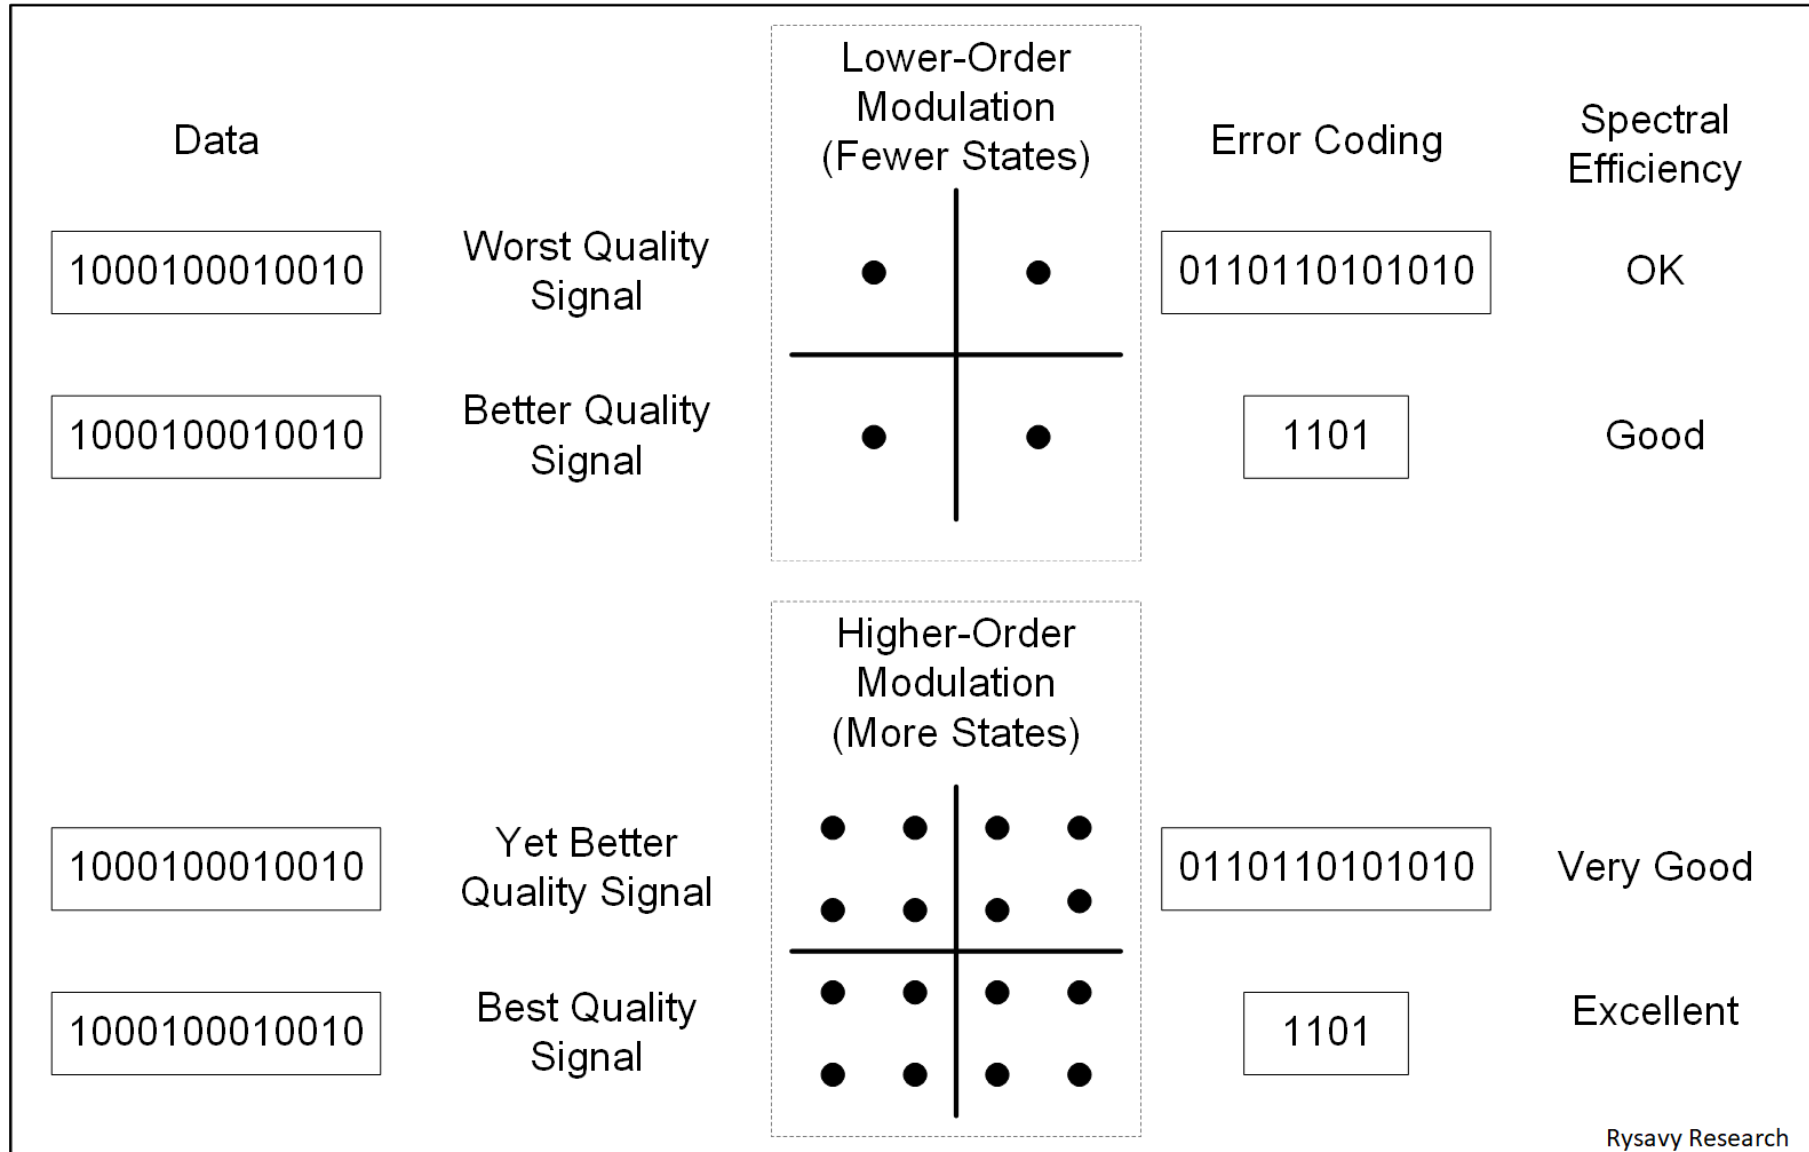 Data
Lower-Order
Modulation
(Fewer States)
Error Coding
Spectral
Efficiency
1000100010010
Worst Quality
Signal
0110110101010
OK
1000100010010
Better Quality
Signal
1101
Good
Higher-Order
Modulation
(More States)
1000100010010
Yet Better
Quality Signal
0110110101010
Very Good
1000100010010
Best Quality
Signal
1101
Excellent
Rysavy Research